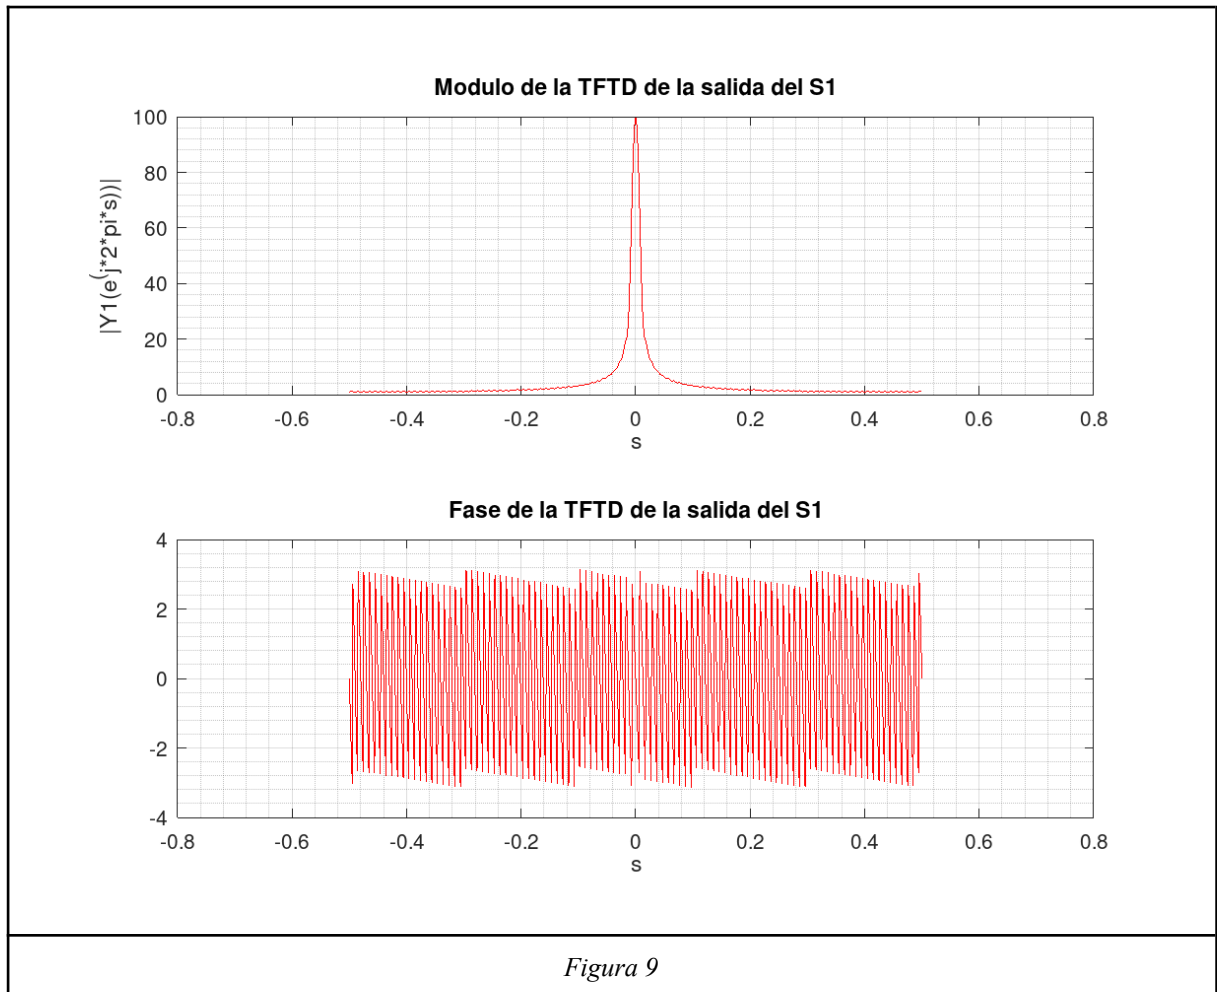 Modulo de la TFTD de la salida del S1
|Y1(e(j*2*pi*s))|
100
80
60
40
20
0
-0.8 -0.6 -0.4 -0.2 0 0.2 0.4 0.6 0.8
s
Fase de la TFTD de la salida del S1
4
2
0
-2
-4
-0.8 -0.6 -0.4 -0.2 0 0.2 0.4 0.6 0.8
s
Figura 9